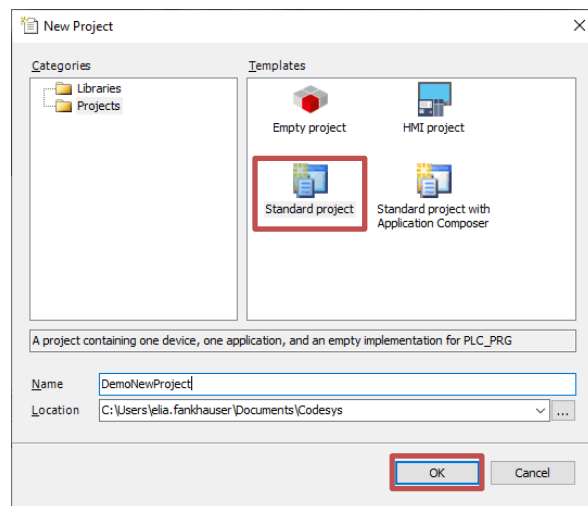 New Project
Categories
Templates
Libraries
Projects
Empty project
HMI project
Standard project
Standard project with
Application Composer
A project containing one device, one application, and an empty implementation for PLC_PRG
Name
DemoNewProject
Location
C:\Users\elia.fankhauser\Documents\Codesys
...
OK
Cancel